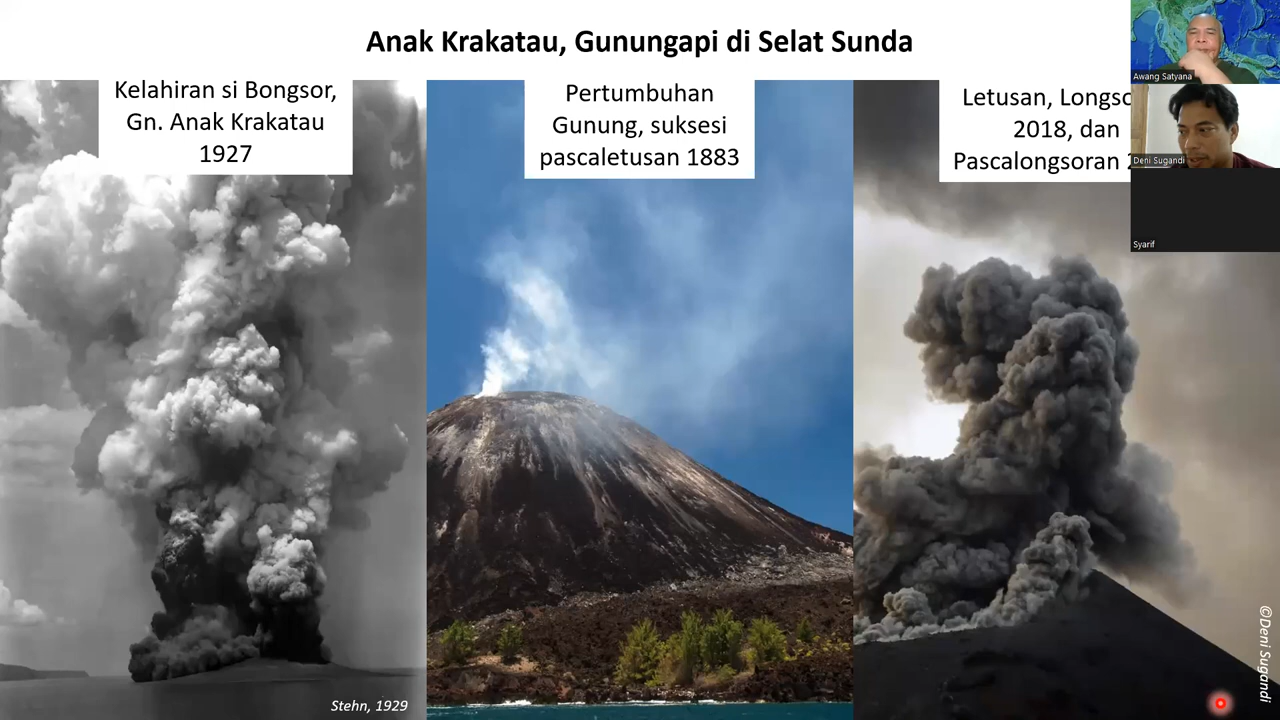 Anak Krakatau, Gunungapi di Selat Sunda
Kelahiran si Bongsor,
Gn. Anak Krakatau
1927
Pertumbuhan
Gunung, suksesi
pascaletusan 1883
Letusan,
2018, dan
Pascalongsoran
Awang Satyana
Deni Sugandi
Syarif
Stehn, 1929
©Deni Sugandi